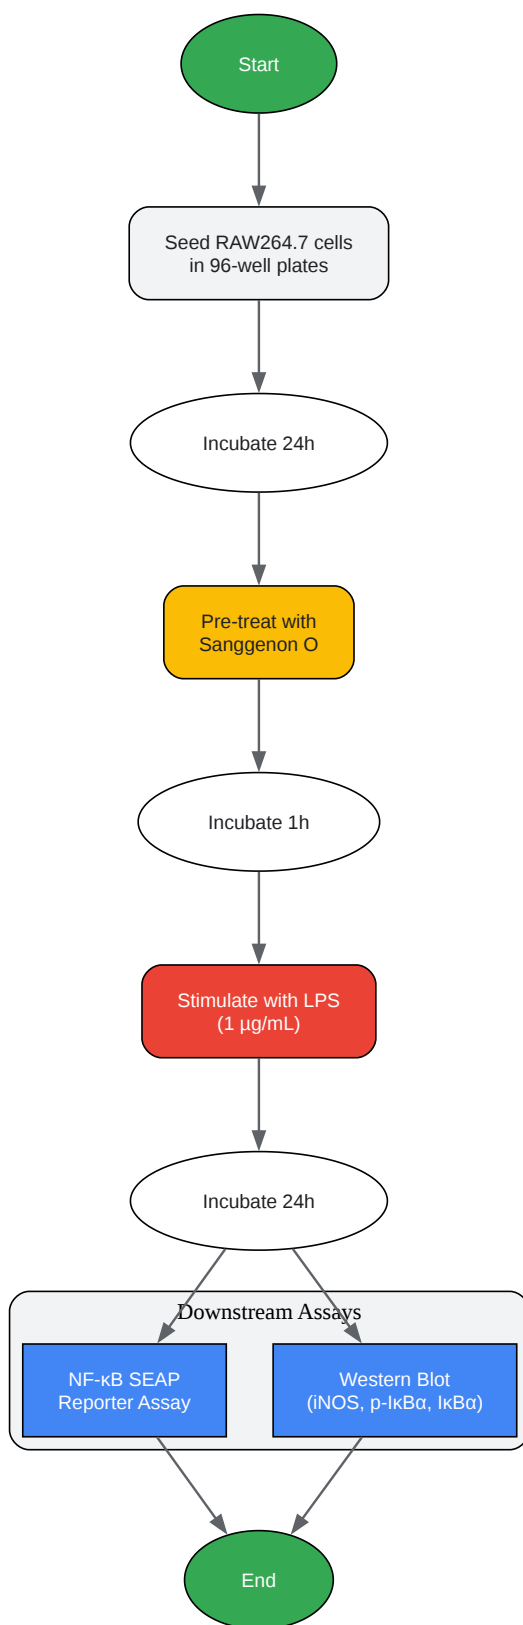 Start
Seed RAW264.7 cells
in 96-well plates
Incubate 24h
Pre-treat with
Sanggenon O
Incubate 1h
Stimulate with LPS
(1 µg/mL)
Incubate 24h
Downstream Assays
NF-κB SEAP
Reporter Assay
Western Blot
(iNOS, p-IκBα, IκBα)
End